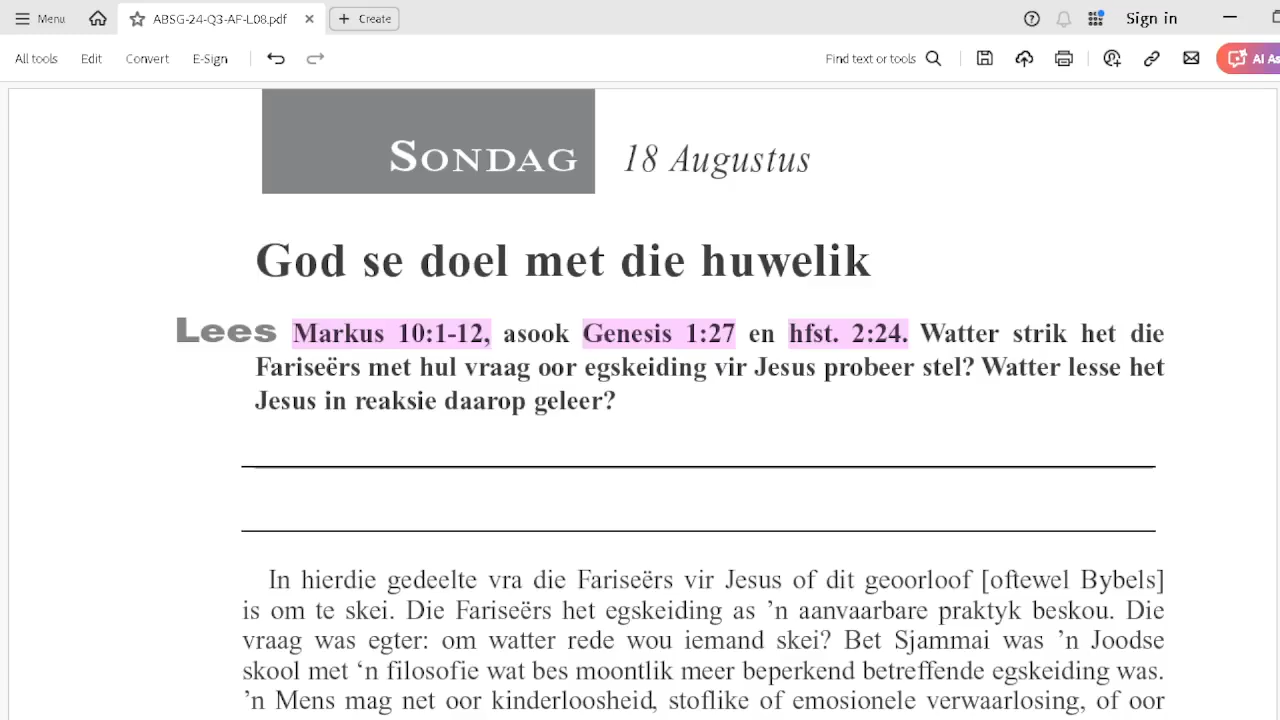 Menu
ABSG-24-Q3-AF-L08.pdf
Create
Sign in
All tools
Edit
Convert
E-Sign
Find text or tools
AI As
SONDAG
18 Augustus
God se doel met die huwelik
Lees Markus 10:1-12, asook Genesis 1:27 en hfst. 2:24. Watter strik het die
Fariseërs met hul vraag oor egskeiding vir Jesus probeer stel? Watter lesse het
Jesus in reaksie daarop geleer?
In hierdie gedeelte vra die Fariseërs vir Jesus of dit geoorloof [oftewel Bybels]
is om te skei. Die Fariseërs het egskeiding as ’n aanvaarbare praktyk beskou. Die
vraag was egter: om watter rede wou iemand skei? Bet Sjammai was ’n Joodse
skool met ‘n filosofie wat bes moontlik meer beperkend betreffende egskeiding was.
’n Mens mag net oor kinderloosheid, stoflike of emosionele verwaarlosing, of oor